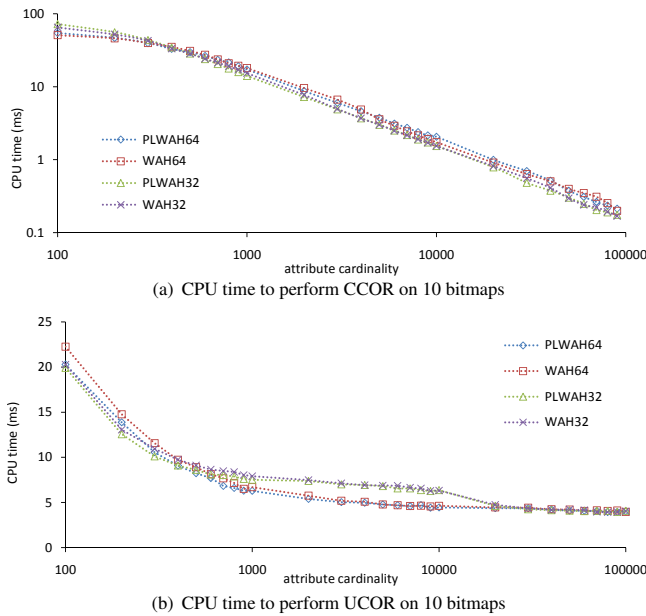 100
10
1
0.1
CPU time (ms)
PLWAH64
WAH64
PLWAH32
WAH32
100 1000 10000 100000
attribute cardinality
(a) CPU time to perform CCOR on 10 bitmaps
25
20
15
10
5
0
CPU time (ms)
PLWAH64
WAH64
PLWAH32
WAH32
100 1000 10000 100000
attribute cardinality
(b) CPU time to perform UCOR on 10 bitmaps